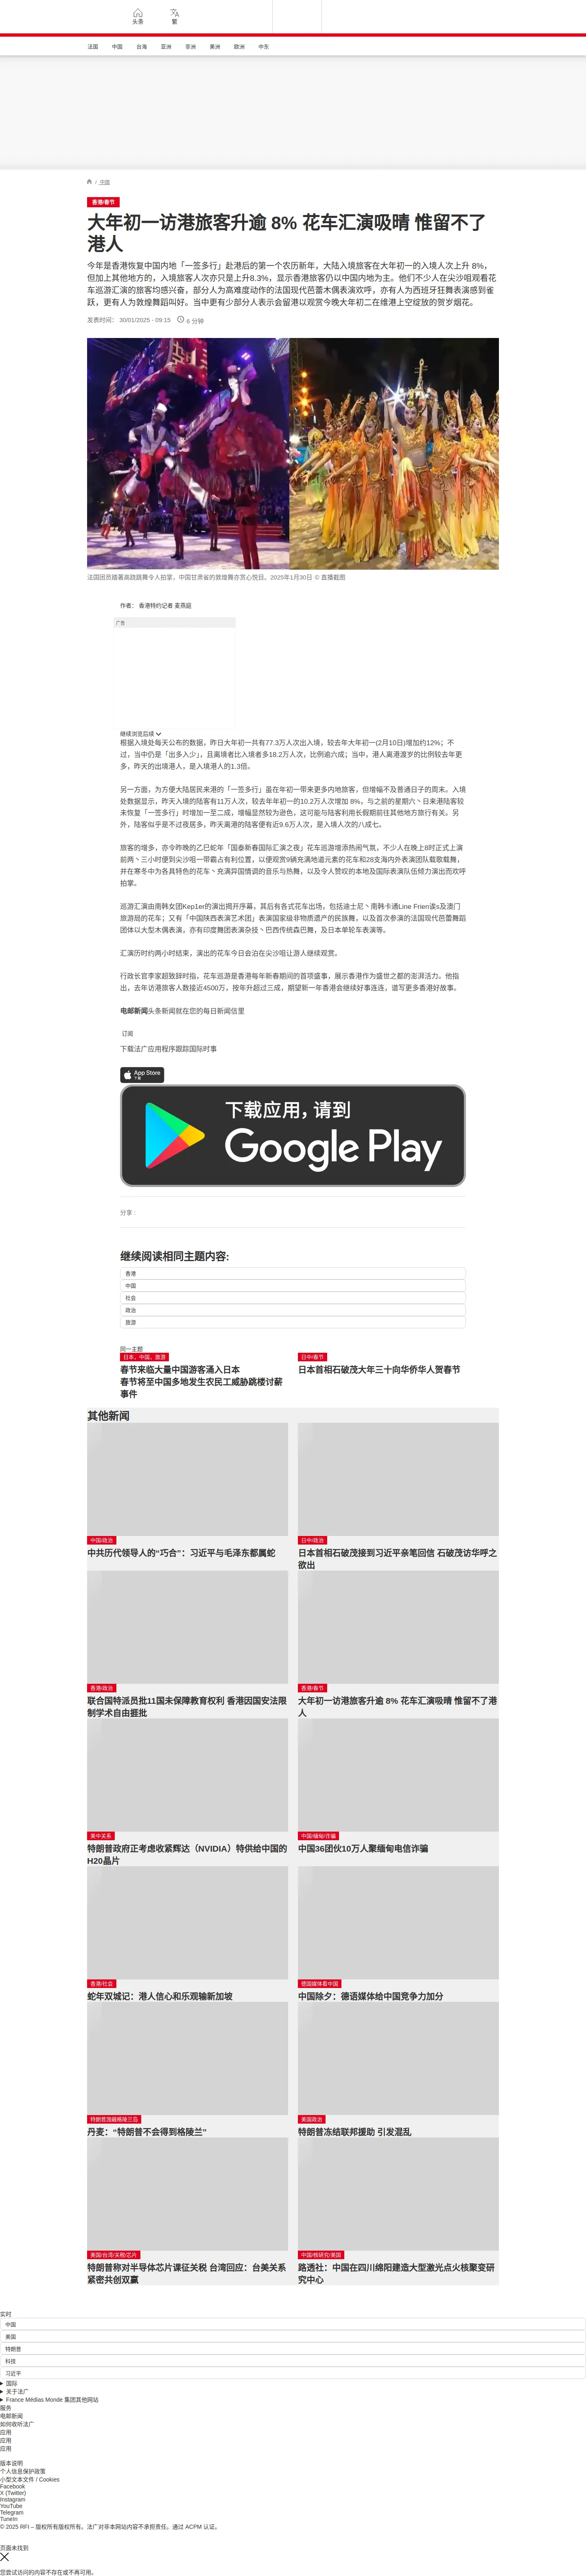 头条
繁
法国
中国
台海
亚洲
非洲
美洲
欧洲
中东
/ 中国
香港/春节
大年初一访港旅客升逾 8% 花车汇演吸睛 惟留不了
港人
今年是香港恢复中国内地「一签多行」赴港后的第一个农历新年，大陆入境旅客在大年初一的入境人次上升 8%，
但加上其他地方的，入境旅客人次亦只是上升8.3%，显示香港旅客仍以中国内地为主。他们不少人在尖沙咀观看花
车巡游汇演的旅客均感兴奋，部分人为高难度动作的法国现代芭蕾木偶表演欢呼，亦有人为西班牙狂舞表演感到雀
跃，更有人为敦煌舞蹈叫好。当中更有少部分人表示会留港以观赏今晚大年初二在维港上空绽放的贺岁烟花。
发表时间： 30/01/2025 - 09:15
6 分钟
法国团员踏著高跷跳舞令人拍掌，中国甘肃省的敦煌舞亦赏心悦目。2025年1月30日 © 直播截图
作者： 香港特约记者 麦燕庭
广告
继续浏览后续
根据入境处每天公布的数据，昨日大年初一共有77.3万人次出入境，较去年大年初一(2月10日)增加约12%；不
过，当中仍是「出多入少」，且离境者比入境者多18.2万人次，比例逾六成；当中，港人离港渡岁的比例较去年更
多，昨天的出境港人，是入境港人的1.3倍。
另一方面，为方便大陆居民来港的「一签多行」虽在年初一带来更多内地旅客，但增幅不及普通日子的周末。入境
处数据显示，昨天入境的陆客有11万人次，较去年年初一的10.2万人次增加 8%，与之前的星期六丶日来港陆客较
未恢复「一签多行」时增加一至二成，增幅显然较为逊色，这可能与陆客利用长假期前往其他地方旅行有关。另
外，陆客似乎是不过夜居多，昨天离港的陆客便有近9.6万人次，是入境人次的八成七。
旅客的增多，亦令昨晚的乙巳蛇年「国泰新春国际汇演之夜」花车巡游增添热闹气氛，不少人在晚上8时正式上演
前两丶三小时便到尖沙咀一带霸占有利位置，以便观赏9辆充满地道元素的花车和28支海内外表演团队载歌载舞，
并在寒冬中为各具特色的花车丶充满异国情调的音乐与热舞，以及令人赞叹的本地及国际表演队伍倾力演出而欢呼
拍掌。
巡游汇演由南韩女团Kep1er的演出揭开序幕，其后有各式花车出场，包括迪士尼丶南韩卡通Line Frien读s及澳门
旅游局的花车；又有「中国陕西表演艺术团」表演国家级非物质遗产的民族舞，以及首次参演的法国现代芭蕾舞蹈
团体以大型木偶表演，亦有印度舞团表演杂技丶巴西传统森巴舞，及日本单轮车表演等。
汇演历时约两小时结束，演出的花车今日会泊在尖沙咀让游人继续观赏。
行政长官李家超致辞时指，花车巡游是香港每年新春期间的首项盛事，展示香港作为盛世之都的澎湃活力。他指
出，去年访港旅客人数接近4500万，按年升超过三成，期望新一年香港会继续好事连连，谱写更多香港好故事。
电邮新闻头条新闻就在您的每日新闻信里
订阅
下载法广应用程序跟踪国际时事
App Store
下载
下载应用，请到
Google Play
分享 :
继续阅读相同主题内容:
香港
中国
社会
政治
旅游
同一主题
日本，中国，旅游
春节来临大量中国游客涌入日本
春节将至中国多地发生农民工威胁跳楼讨薪
事件
日中/春节
日本首相石破茂大年三十向华侨华人贺春节
其他新闻
中国/政治
中共历代领导人的“巧合”：习近平与毛泽东都属蛇
日中/政治
日本首相石破茂接到习近平亲笔回信 石破茂访华呼之
欲出
香港/政治
联合国特派员批11国未保障教育权利 香港因国安法限
制学术自由捱批
香港/春节
大年初一访港旅客升逾 8% 花车汇演吸睛 惟留不了港
人
美中关系
特朗普政府正考虑收紧辉达（NVIDIA）特供给中国的
H20晶片
中国/缅甸/诈骗
中国36团伙10万人聚缅甸电信诈骗
香港/社会
蛇年双城记：港人信心和乐观输新加坡
德国媒体看中国
中国除夕：德语媒体给中国竞争力加分
特朗普觊觎格陵兰岛
丹麦：“特朗普不会得到格陵兰”
美国政治
特朗普冻结联邦援助 引发混乱
美国/台湾/关税/芯片
特朗普称对半导体芯片课征关税 台湾回应：台美关系
紧密共创双赢
中国/核研究/美国
路透社：中国在四川绵阳建造大型激光点火核聚变研
究中心
实时
中国
美国
特朗普
科技
习近平
国际
关于法广
France Médias Monde 集团其他网站
服务
电邮新闻
如何收听法广
应用
应用
应用
版本说明
个人信息保护政策
小型文本文件 / Cookies
Facebook
X (Twitter)
Instagram
YouTube
Telegram
TuneIn
© 2025 RFI – 版权所有版权所有。法广对非本网站内容不承担责任。通过 ACPM 认证。
页面未找到
您尝试访问的内容不存在或不再可用。